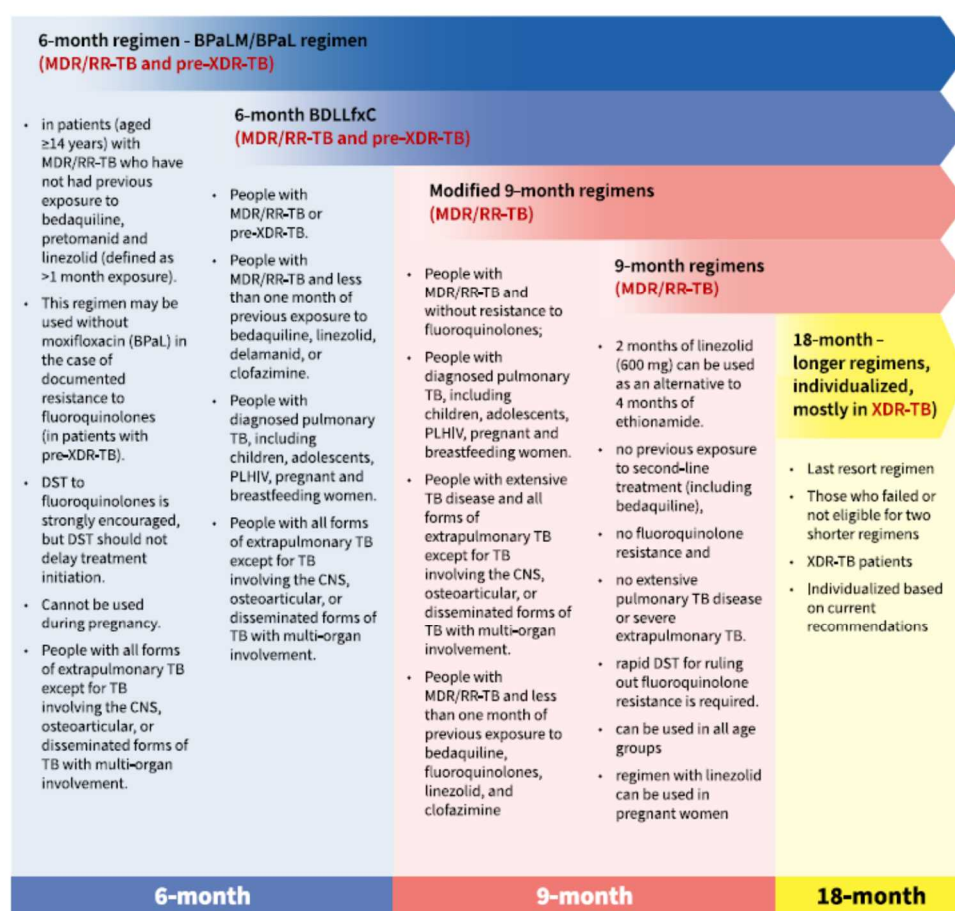 6-month regimen - BPaLM/BPaL regimen
(MDR/RR-TB and pre-XDR-TB)
• in patients (aged
≥14 years) with
MDR/RR-TB who have
not had previous
exposure to
bedaquiline,
pretomanid and
linezolid (defined as
>1 month exposure).
• This regimen may be
used without
moxifloxacin (BPaL) in
the case of
documented
resistance to
fluoroquinolones
(in patients with
pre-XDR-TB).
• DST to
fluoroquinolones is
strongly encouraged,
but DST should not
delay treatment
initiation.
• Cannot be used
during pregnancy.
• People with all forms
of extrapulmonary TB
except for TB
involving the CNS,
osteoarticular, or
disseminated forms of
TB with multi-organ
involvement.
6-month BDLLfxC
(MDR/RR-TB and pre-XDR-TB)
• People with
MDR/RR-TB or
pre-XDR-TB.
• People with
MDR/RR-TB and less
than one month of
previous exposure to
bedaquiline, linezolid,
delamanid, or
clofazimine.
• People with
diagnosed pulmonary
TB, including
children, adolescents,
PLHIV, pregnant and
breastfeeding women.
• People with all forms
of extrapulmonary TB
except for TB
involving the CNS,
osteoarticular, or
disseminated forms of
TB with multi-organ
involvement.
Modified 9-month regimens
(MDR/RR-TB)
• People with
MDR/RR-TB and
without resistance to
fluoroquinolones;
• People with
diagnosed pulmonary
TB, including
children, adolescents,
PLHIV, pregnant and
breastfeeding women.
• People with extensive
TB disease and all
forms of
extrapulmonary TB
except for TB
involving the CNS,
osteoarticular, or
disseminated forms of
TB with multi-organ
involvement.
• People with
MDR/RR-TB and less
than one month of
previous exposure to
bedaquiline,
fluoroquinolones,
linezolid, and
clofazimine
9-month regimens
(MDR/RR-TB)
• 2 months of linezolid
(600 mg) can be used
as an alternative to
4 months of
ethionamide.
• no previous exposure
to second-line
treatment (including
bedaquiline),
• no fluoroquinolone
resistance and
• no extensive
pulmonary TB disease
or severe
extrapulmonary TB.
• rapid DST for ruling
out fluoroquinolone
resistance is required.
• can be used in all age
groups
• regimen with linezolid
can be used in
pregnant women
18-month –
longer regimens,
individualized,
mostly in XDR-TB)
• Last resort regimen
• Those who failed or
not eligible for two
shorter regimens
• XDR-TB patients
• Individualized based
on current
recommendations
6-month
9-month
18-month